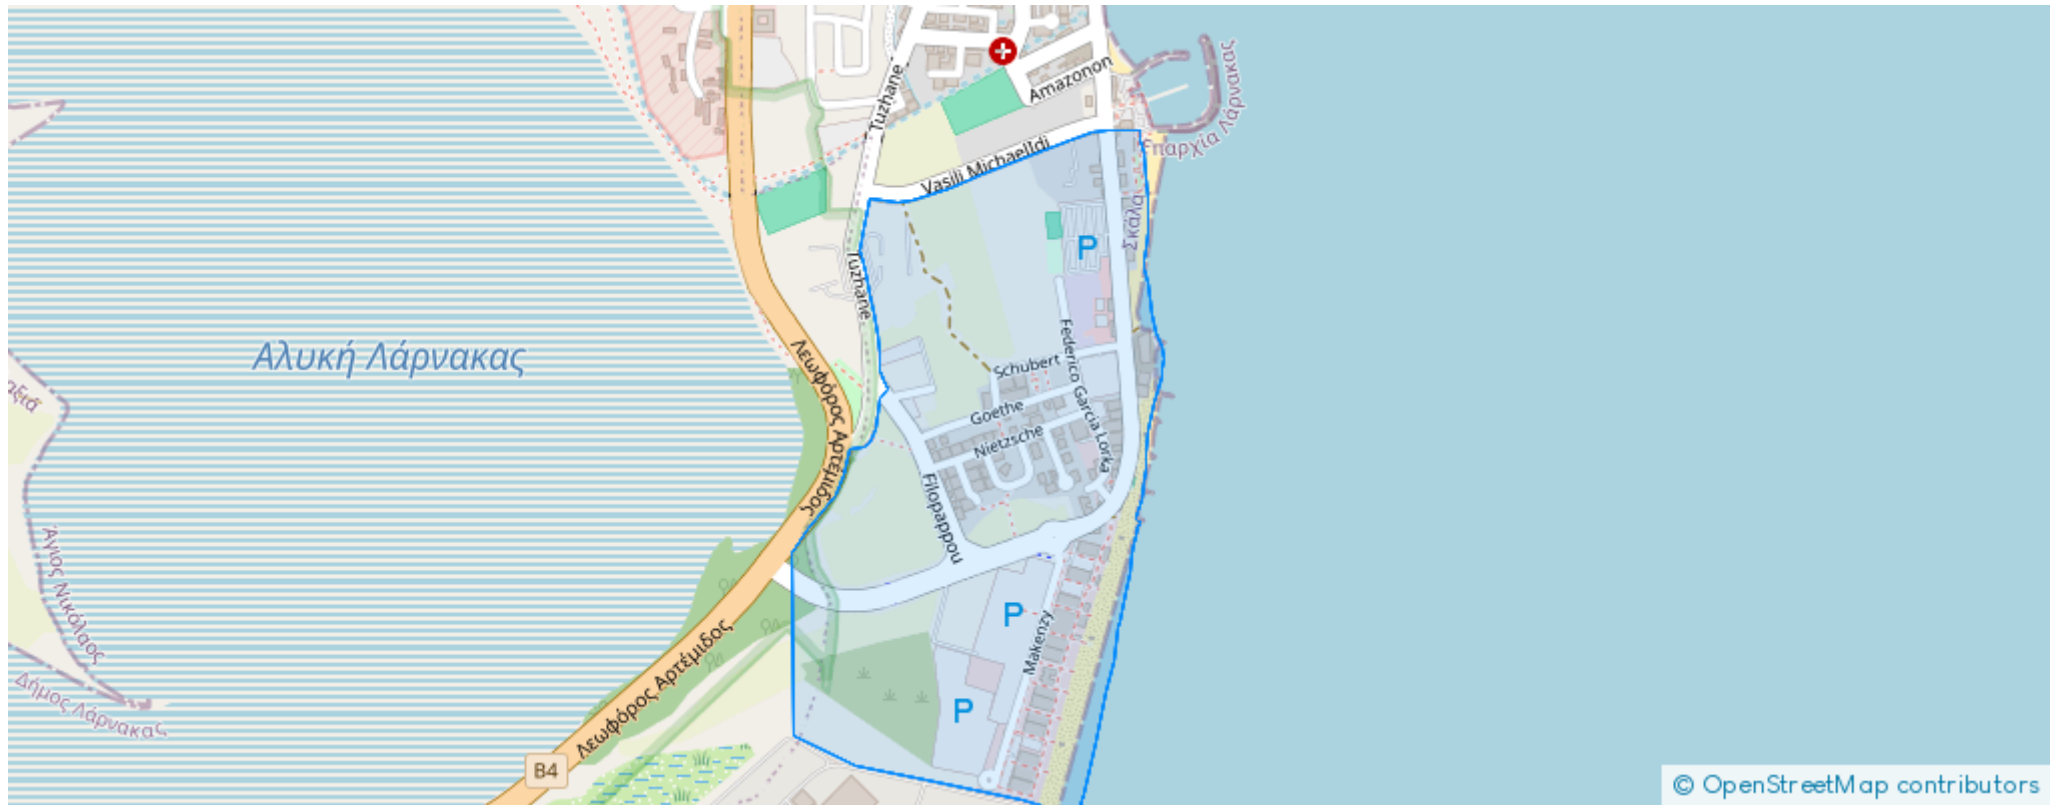 Επαρχία Λάρνακας
Amazonon
Tuzhane
Vasili MichaelIdi
Σκάλα
P
Tuzhane
Αλυκή Λάρνακας
Λεωφόρος Αρτέμιδος
Schubert
Federico Garcia Lorka
Goethe
Nietzsche
Filopappou
Άγιος Νικόλαος
Δήμος Λάρνακας
P
Makenzy
Λεωφόρος Αρτέμιδος
P
B4
© OpenStreetMap contributors